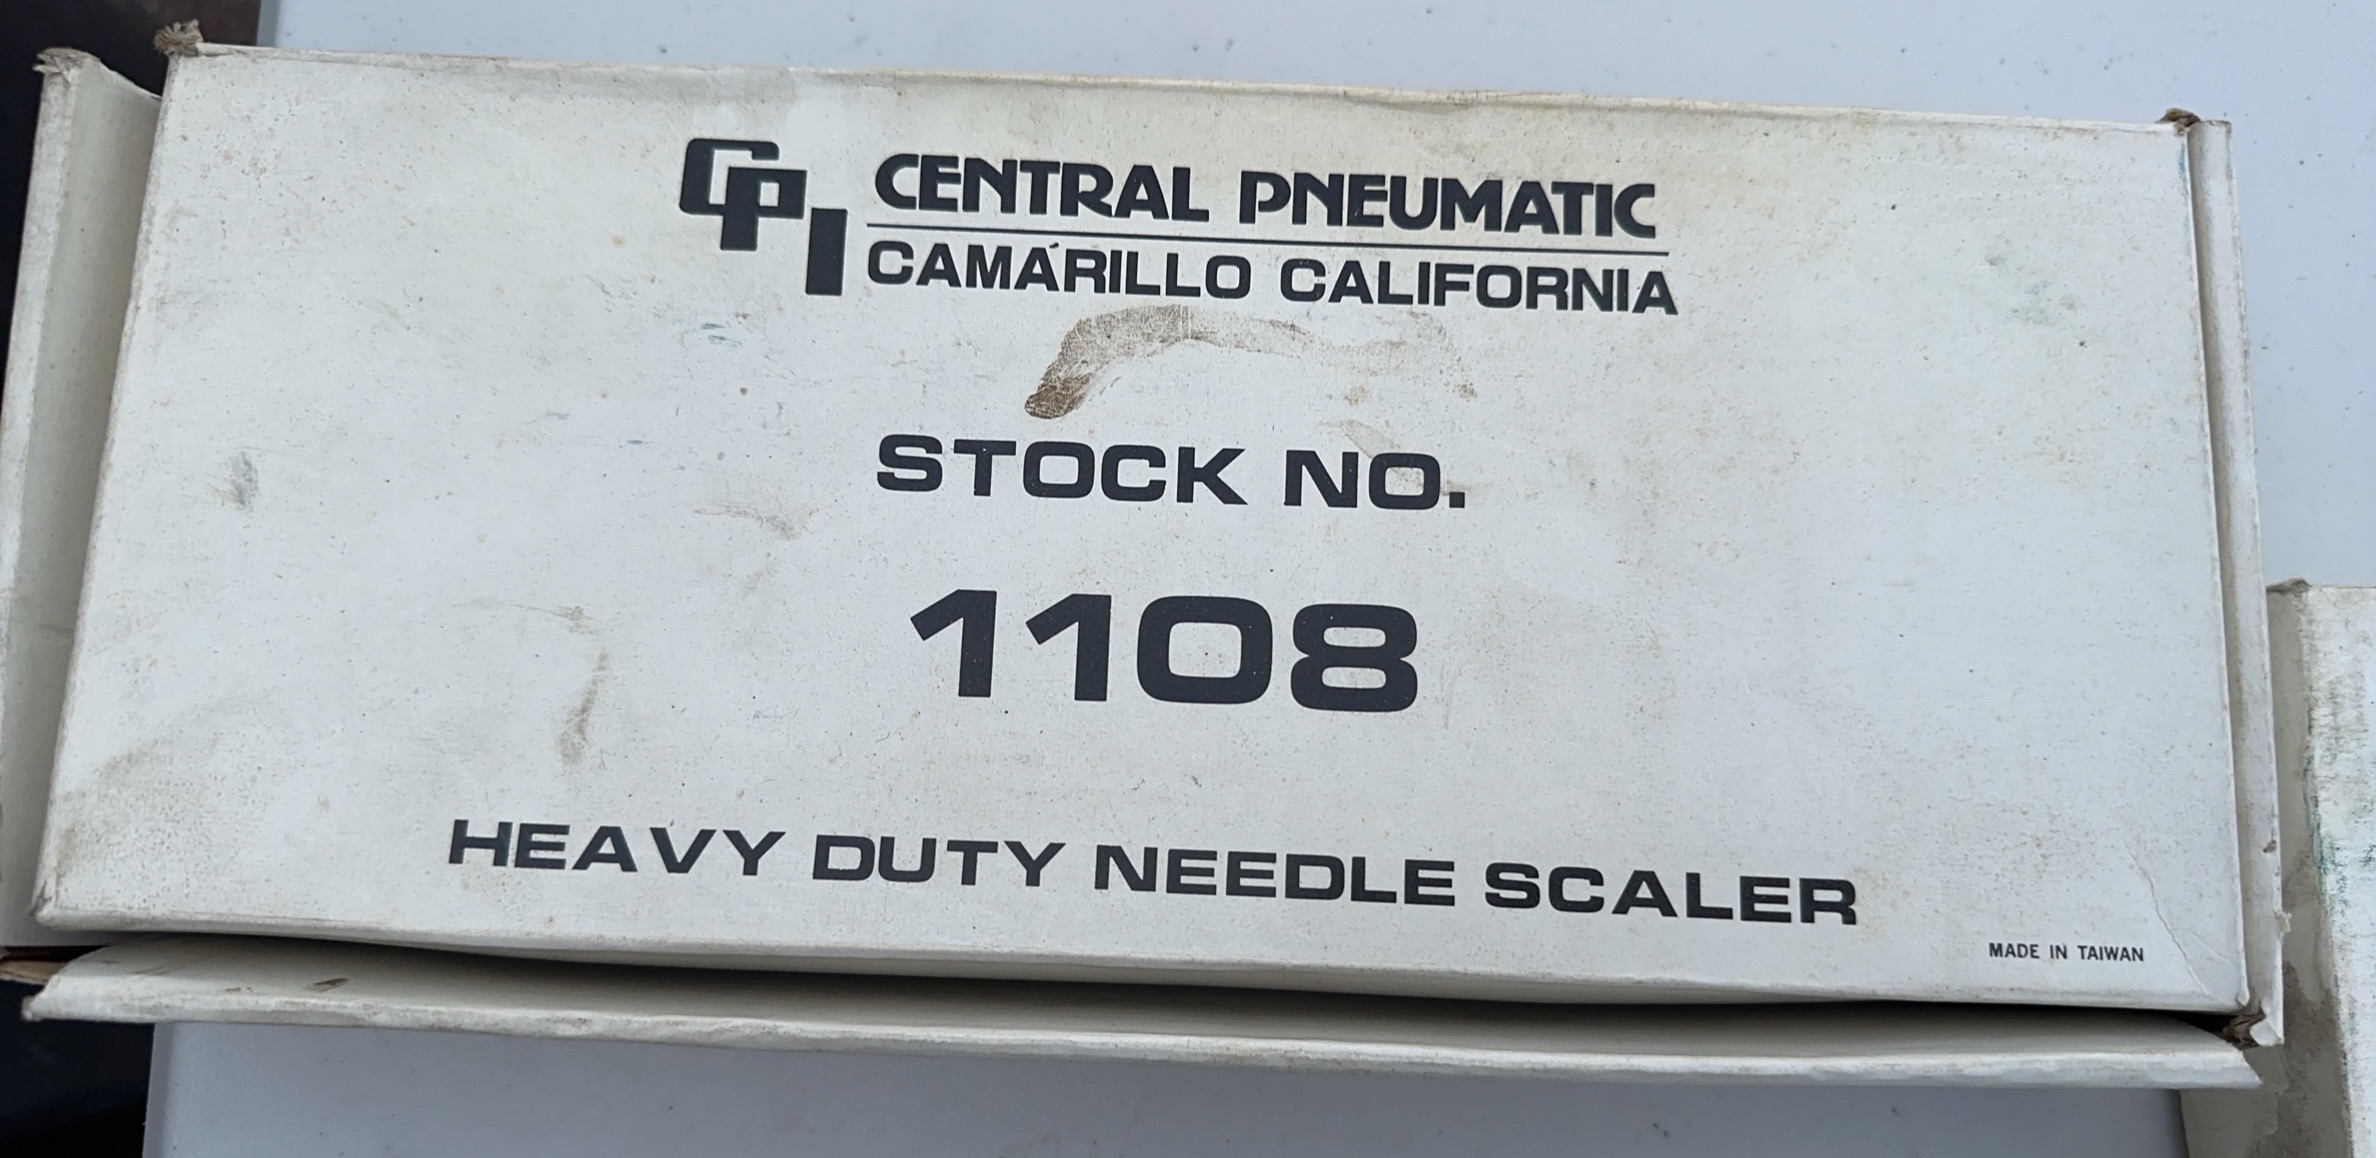 CPI CENTRAL PNEUMATIC
CAMARILLO CALIFORNIA
STOCK NO.
1108
HEAVY DUTY NEEDLE SCALER
MADE IN TAIWAN